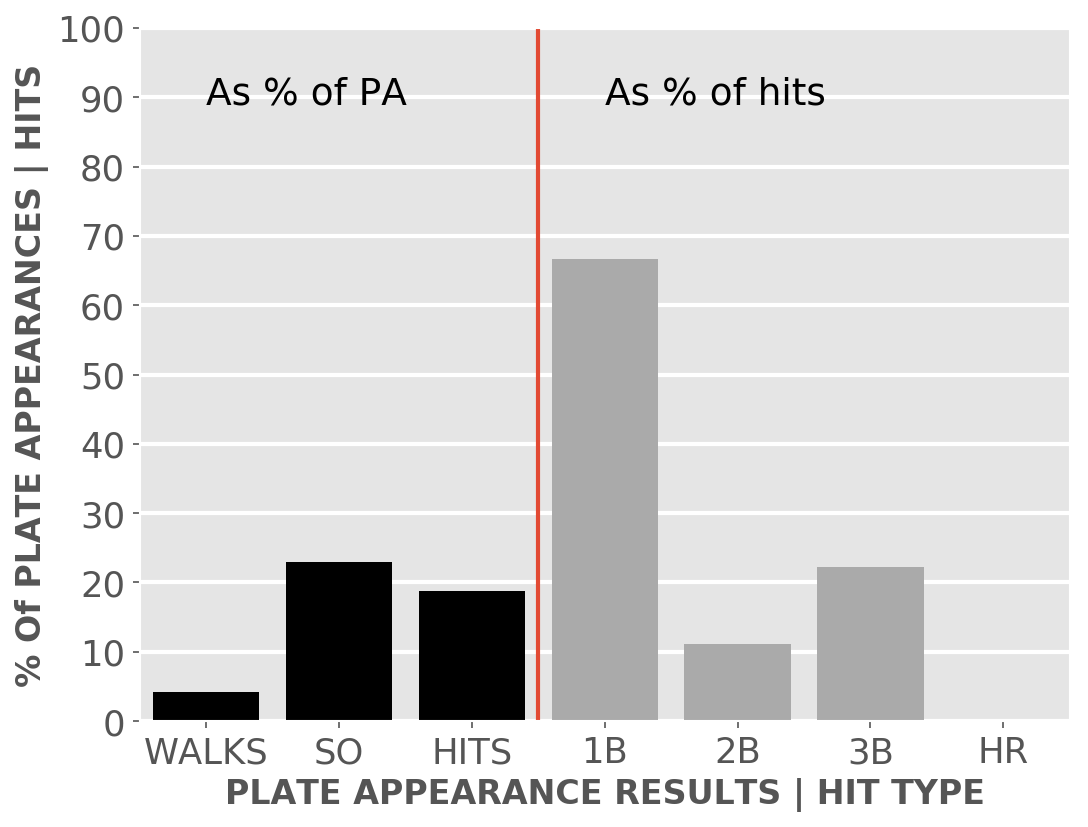 As % of PA
As % of hits
100
90
80
70
60
50
40
30
20
10
0
% Of PLATE APPEARANCES | HITS
WALKS SO HITS 1B 2B 3B HR
PLATE APPEARANCE RESULTS | HIT TYPE